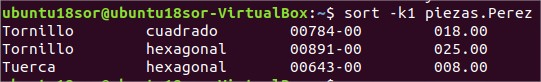 ubuntu18sor@ubuntu18sor-VirtualBox:~$ sort -k1 piezas.Perez
Tornillo cuadrado 00784-00 018.00
Tornillo hexagonal 00891-00 025.00
Tuerca hexagonal 00643-00 008.00